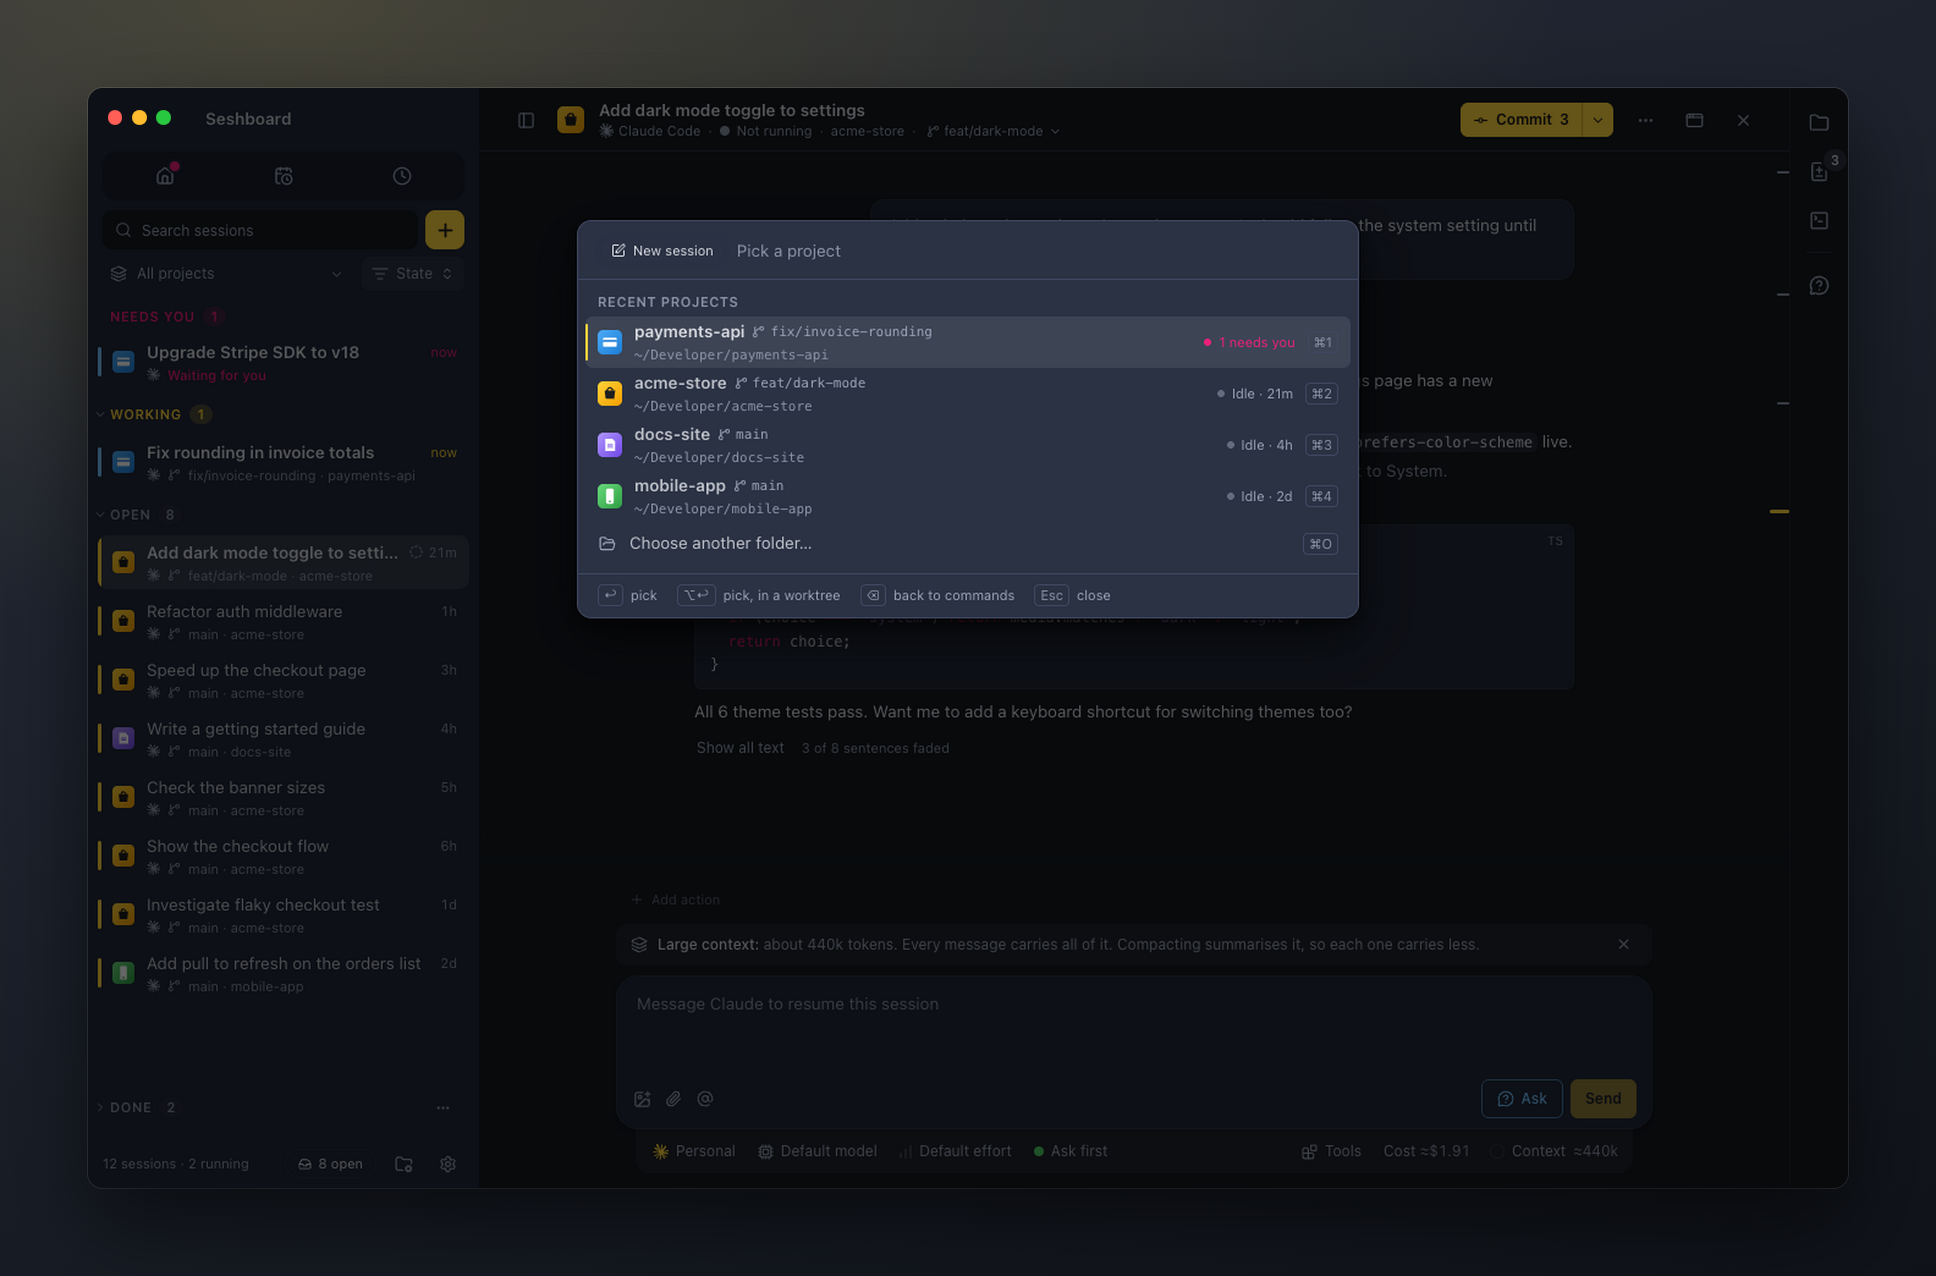 Seshboard
Search sessions
All projects
State
NEEDS YOU 1
Upgrade Stripe SDK to v18 now
Waiting for you
WORKING 1
Fix rounding in invoice totals now
fix/invoice-rounding · payments-api
OPEN 8
Add dark mode toggle to setti... 21m
feat/dark-mode · acme-store
Refactor auth middleware 1h
main · acme-store
Speed up the checkout page 3h
main · acme-store
Write a getting started guide 4h
main · docs-site
Check the banner sizes 5h
main · acme-store
Show the checkout flow 6h
main · acme-store
Investigate flaky checkout test 1d
main · acme-store
Add pull to refresh on the orders list 2d
main · mobile-app
DONE 2
12 sessions · 2 running
8 open
Add dark mode toggle to settings
Claude Code · Not running · acme-store · feat/dark-mode
Commit 3
3
the system setting until
New session Pick a project
RECENT PROJECTS
payments-api fix/invoice-rounding
~/Developer/payments-api
1 needs you ⌘1
acme-store feat/dark-mode
~/Developer/acme-store
Idle · 21m ⌘2
docs-site main
~/Developer/docs-site
Idle · 4h ⌘3
mobile-app main
~/Developer/mobile-app
Idle · 2d ⌘4
Choose another folder... ⌘O
↩ pick ⌥↩ pick, in a worktree ⌫ back to commands Esc close
page has a new
prefers-color-scheme live.
to System.
TS
return choice;
}
All 6 theme tests pass. Want me to add a keyboard shortcut for switching themes too?
Show all text 3 of 8 sentences faded
Add action
Large context: about 440k tokens. Every message carries all of it. Compacting summarises it, so each one carries less.
Message Claude to resume this session
Ask
Send
Personal Default model Default effort Ask first
Tools Cost ≈$1.91 Context ≈440k